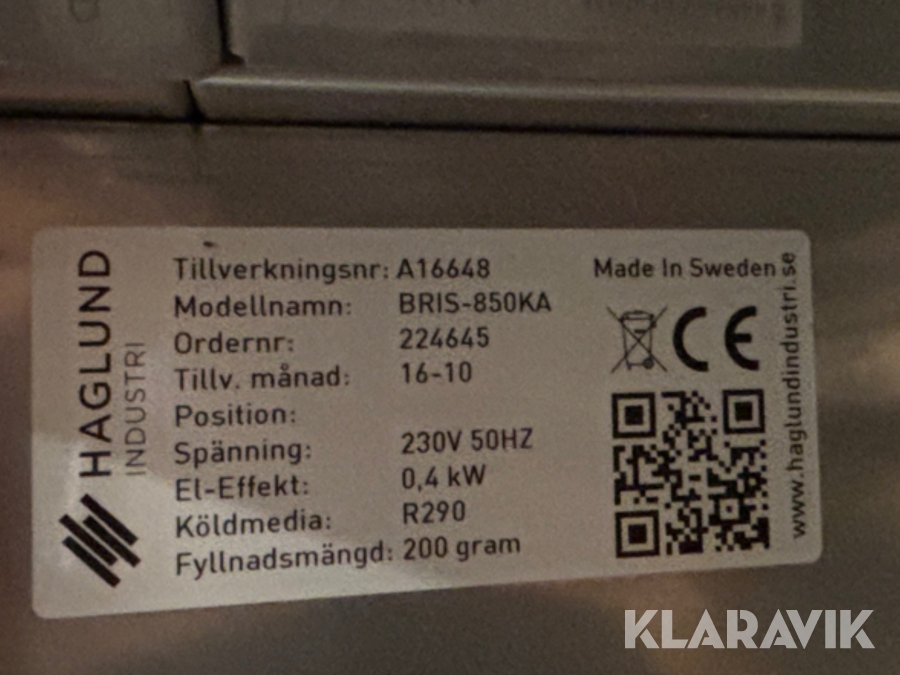 HAGLUND
INDUSTRI
Tillverkningsnr: A16648
Modellnamn: BRIS-850KA
Ordernr: 224645
Tillv. månad: 16-10
Position:
Spänning: 230V 50HZ
El-Effekt: 0,4 kW
Köldmedia: R290
Fyllnadsmängd: 200 gram
Made In Sweden
CE
www.haglundindustri.se
KLARAVIK